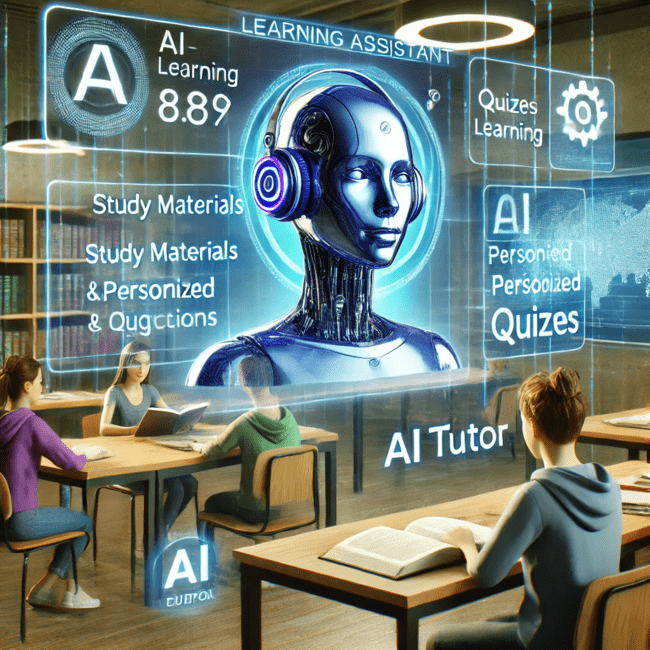 LEARNING ASSISTANT
A
AI-
Learning
8.89
Quizes
Learning
Study Materials
Study Materials
&Personized
& Qugctions
AI
Personied
Persoolized
Quizes
AI Tutor
AI